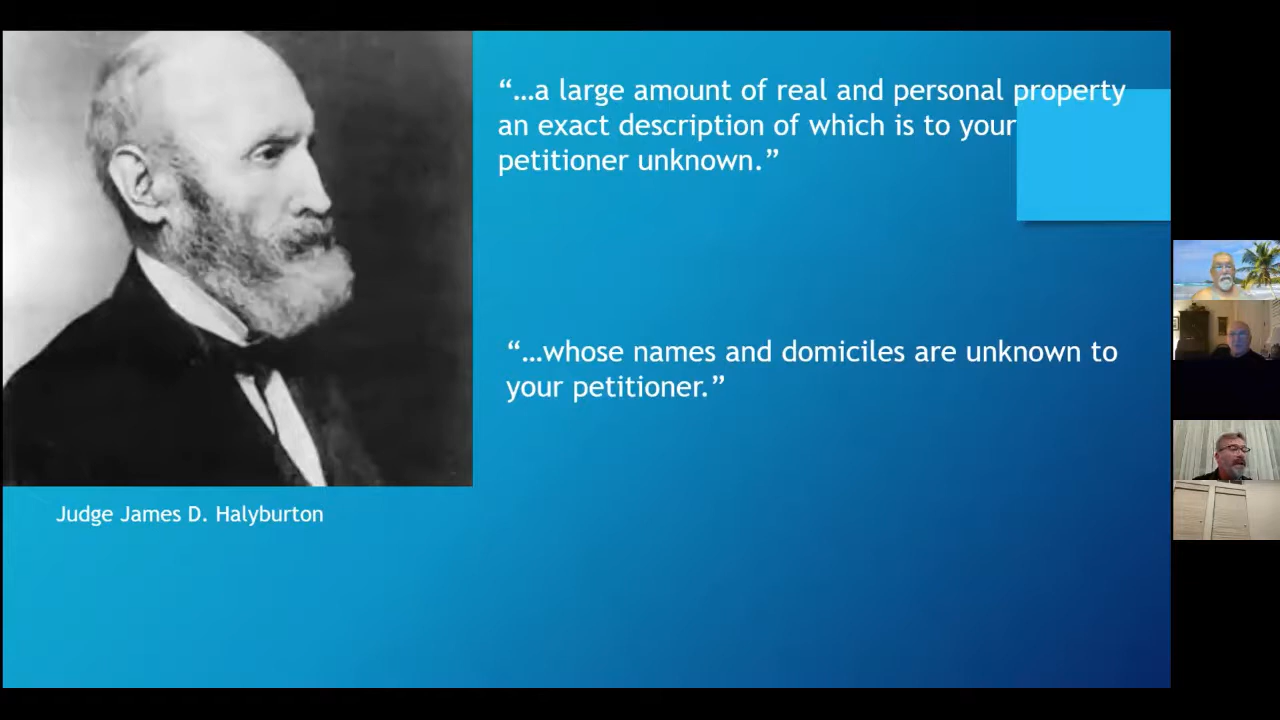 “…a large amount of real and personal property
an exact description of which is to your
petitioner unknown.”
“…whose names and domiciles are unknown to
your petitioner.”
Judge James D. Halyburton